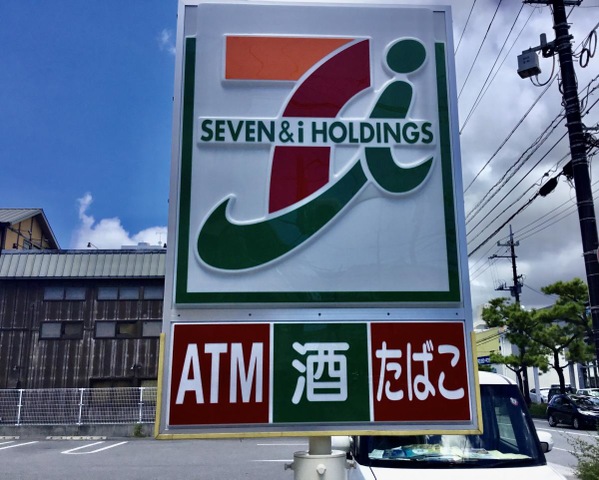 SEVEN & i HOLDINGS
ATM 酒 たばこ